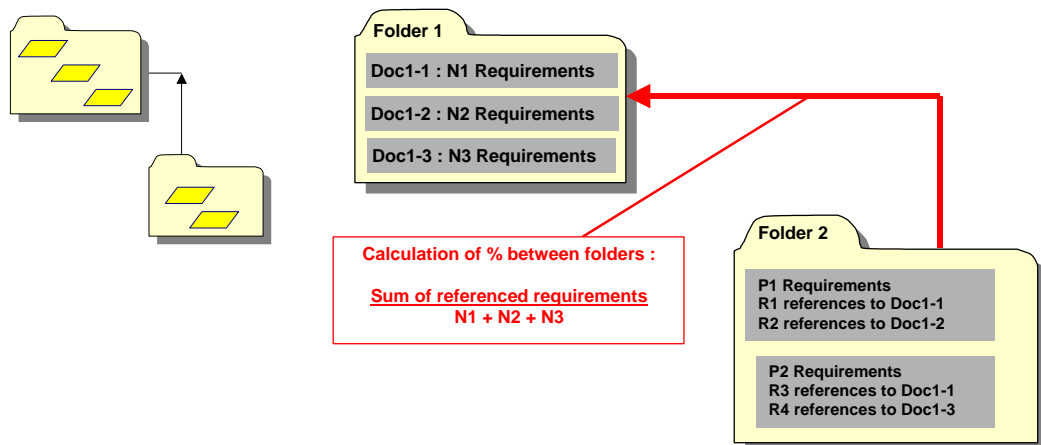 Folder 1
Doc1-1 : N1 Requirements
Doc1-2 : N2 Requirements
Doc1-3 : N3 Requirements
Calculation of % between folders :
Sum of referenced requirements
N1 + N2 + N3
Folder 2
P1 Requirements
R1 references to Doc1-1
R2 references to Doc1-2
P2 Requirements
R3 references to Doc1-1
R4 references to Doc1-3